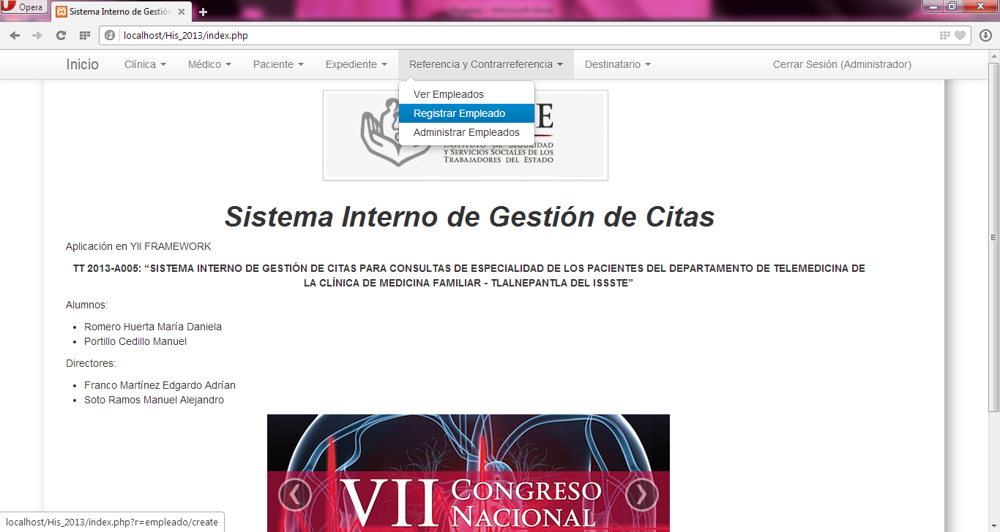 Opera
Sistema Interno de Gestión
localhost/His_2013/index.php
Inicio
Clínica
Médico
Paciente
Expediente
Referencia y Contrarreferencia
Destinatario
Cerrar Sesión (Administrador)
Ver Empleados
Registrar Empleado
Administrar Empleados
E
INSTITUTO DE SEGURIDAD
Y SERVICIOS SOCIALES DE LOS
TRABAJADORES DEL ESTADO
Sistema Interno de Gestión de Citas
Aplicación en YII FRAMEWORK
TT 2013-A005: “SISTEMA INTERNO DE GESTIÓN DE CITAS PARA CONSULTAS DE ESPECIALIDAD DE LOS PACIENTES DEL DEPARTAMENTO DE TELEMEDICINA DE
LA CLÍNICA DE MEDICINA FAMILIAR - TLALNEPANTLA DEL ISSSTE”
Alumnos:
• Romero Huerta María Daniela
• Portillo Cedillo Manuel
Directores:
• Franco Martínez Edgardo Adrían
• Soto Ramos Manuel Alejandro
VII CONGRESO
NACIONAL
localhost/His_2013/index.php?r=empleado/create